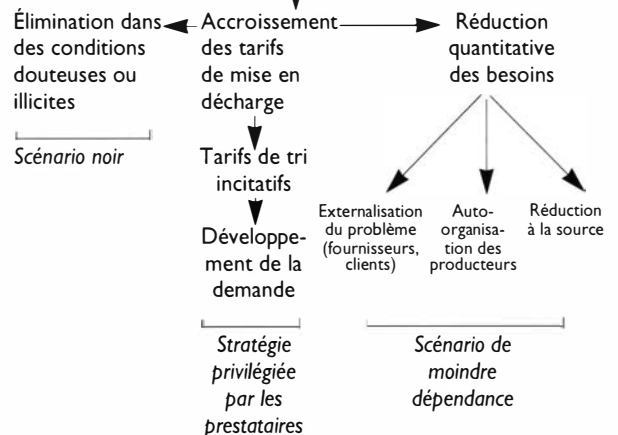 Élimination dans
des conditions
douteuses ou
illicites
Scénario noir
Accroissement
des tarifs
de mise en
décharge
Tarifs de tri
incitatifs
Développe-
ment de la
demande
Stratégie
privilégiée
par les
prestataires
Réduction
quantitative
des besoins
Externalisation
du problème
(fournisseurs,
clients)
Auto-
organisa-
tion des
producteurs
Réduction
à la source
Scénario de
moindre
dépendance